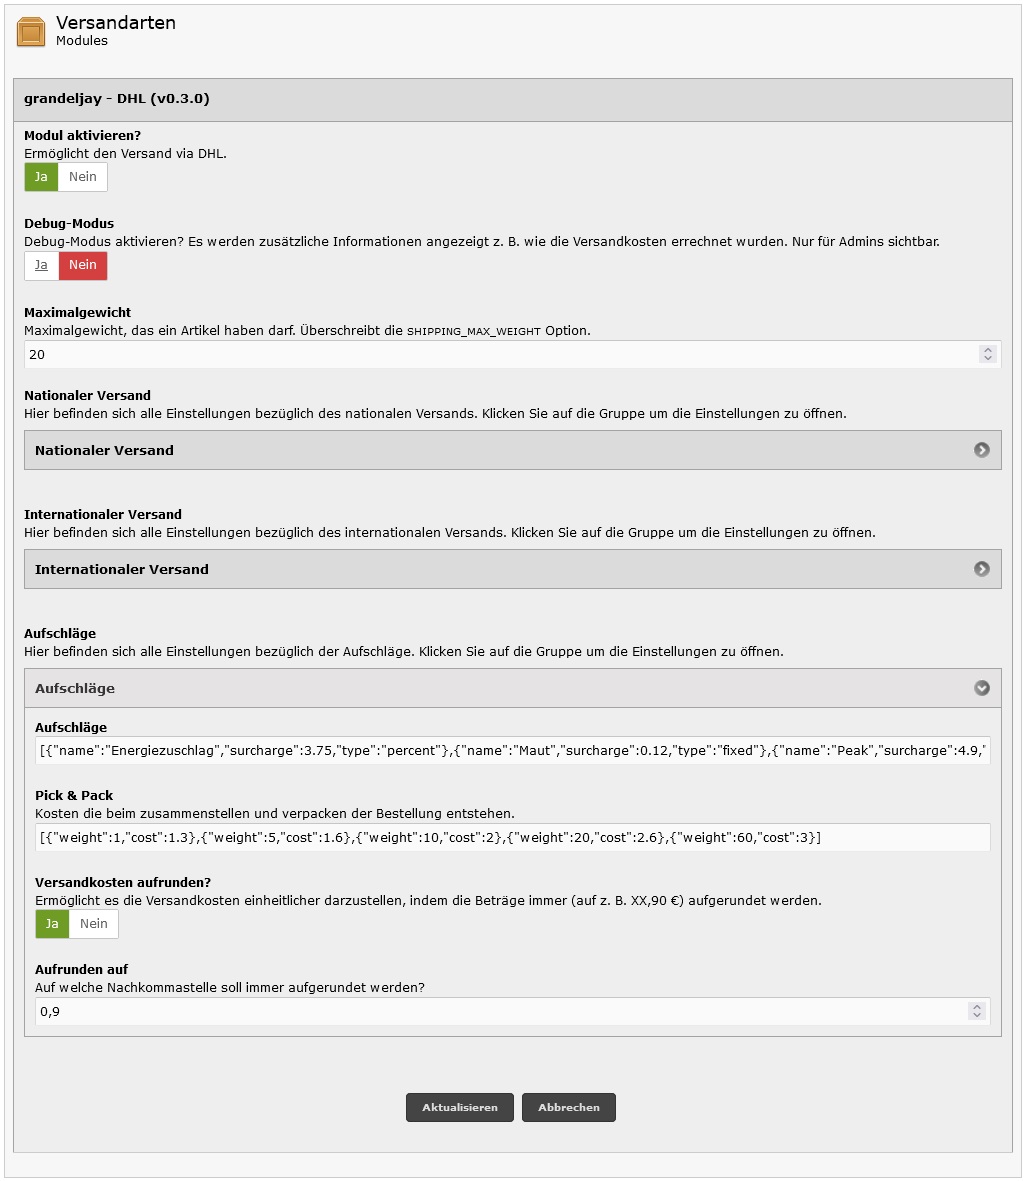 Versandarten
Modules
grandeljay - DHL (v0.3.0)
Modul aktivieren?
Ermöglicht den Versand via DHL.
Ja Nein
Debug-Modus
Debug-Modus aktivieren? Es werden zusätzliche Informationen angezeigt z. B. wie die Versandkosten errechnet wurden. Nur für Admins sichtbar.
Ja Nein
Maximalgewicht
Maximalgewicht, das ein Artikel haben darf. Überschreibt die SHIPPING_MAX_WEIGHT Option.
20
Nationaler Versand
Hier befinden sich alle Einstellungen bezüglich des nationalen Versands. Klicken Sie auf die Gruppe um die Einstellungen zu öffnen.
Nationaler Versand
Internationaler Versand
Hier befinden sich alle Einstellungen bezüglich des internationalen Versands. Klicken Sie auf die Gruppe um die Einstellungen zu öffnen.
Internationaler Versand
Aufschläge
Hier befinden sich alle Einstellungen bezüglich der Aufschläge. Klicken Sie auf die Gruppe um die Einstellungen zu öffnen.
Aufschläge
Aufschläge
[{"name":"Energiezuschlag","surcharge":3.75,"type":"percent"},{"name":"Maut","surcharge":0.12,"type":"fixed"},{"name":"Peak","surcharge":4.9,"
Pick & Pack
Kosten die beim zusammenstellen und verpacken der Bestellung entstehen.
[{"weight":1,"cost":1.3},{"weight":5,"cost":1.6},{"weight":10,"cost":2},{"weight":20,"cost":2.6},{"weight":60,"cost":3}]
Versandkosten aufrunden?
Ermöglicht es die Versandkosten einheitlicher darzustellen, indem die Beträge immer (auf z. B. XX,90 €) aufgerundet werden.
Ja Nein
Aufrunden auf
Auf welche Nachkommastelle soll immer aufgerundet werden?
0,9
Aktualisieren Abbrechen